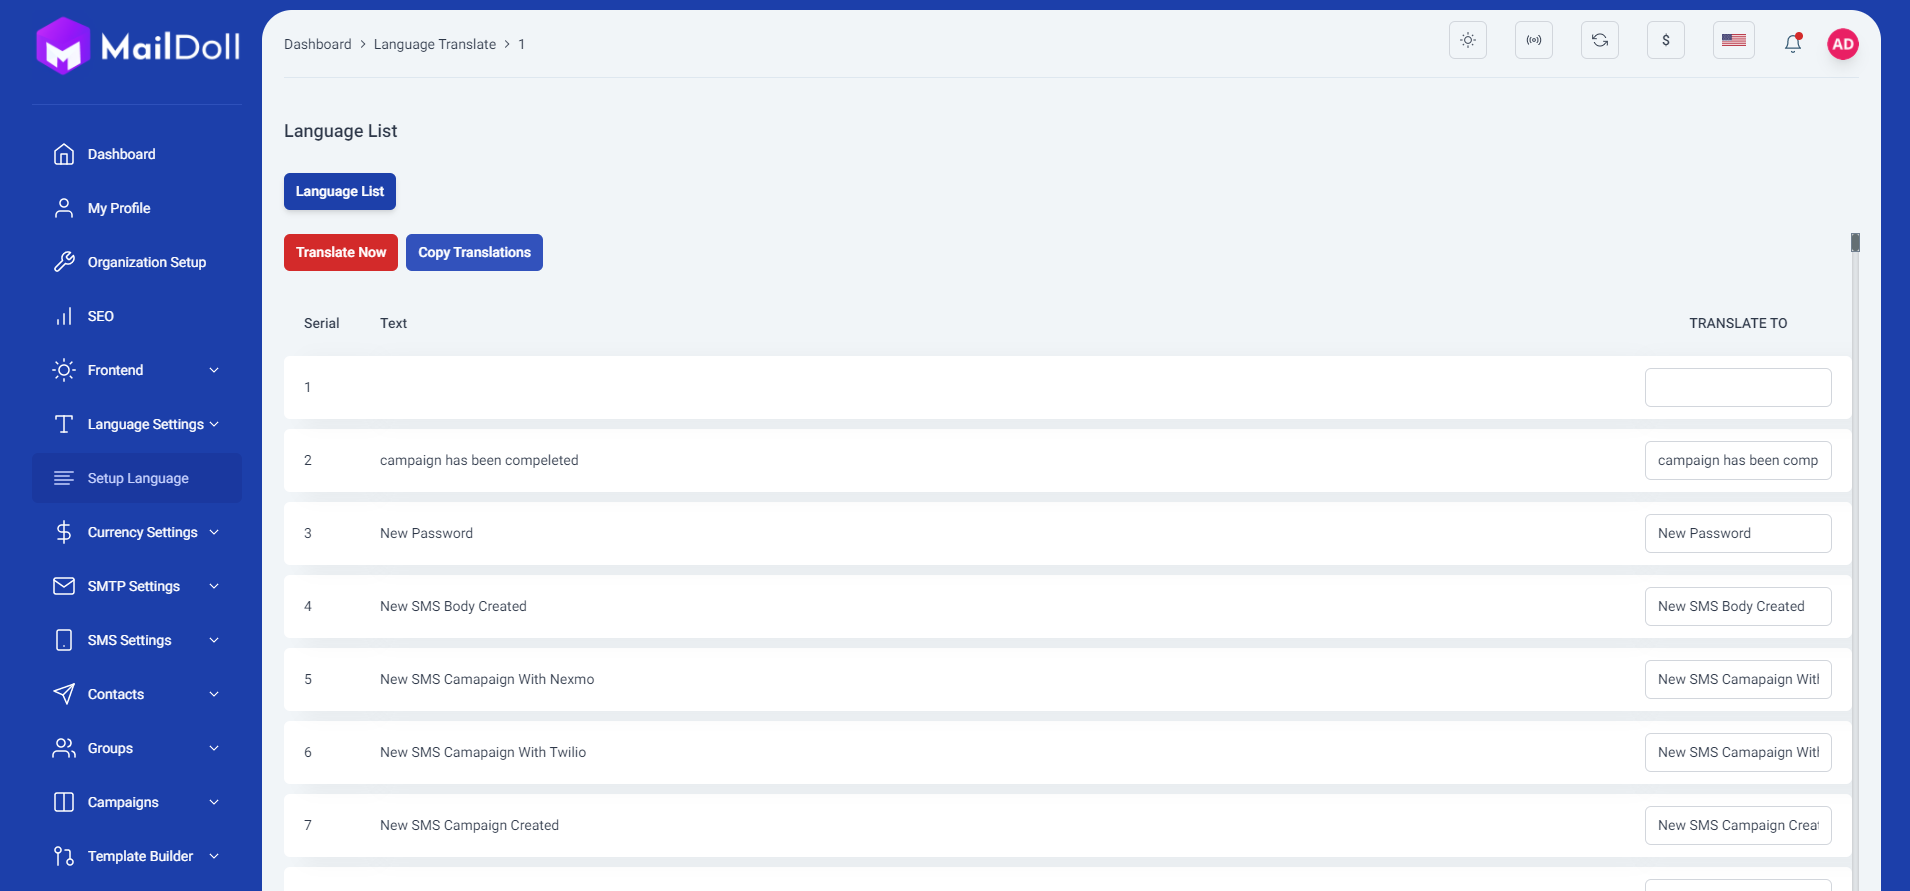 MailDoll
Dashboard
My Profile
Organization Setup
SEO
Frontend
Language Settings
Setup Language
Currency Settings
SMTP Settings
SMS Settings
Contacts
Groups
Campaigns
Template Builder
Dashboard > Language Translate > 1
$
AD
Language List
Language List
Translate Now Copy Translations
Serial Text TRANSLATE TO
1
2 campaign has been compeleted campaign has been comp
3 New Password New Password
4 New SMS Body Created New SMS Body Created
5 New SMS Camapaign With Nexmo New SMS Camapaign With
6 New SMS Camapaign With Twilio New SMS Camapaign With
7 New SMS Campaign Created New SMS Campaign Creat